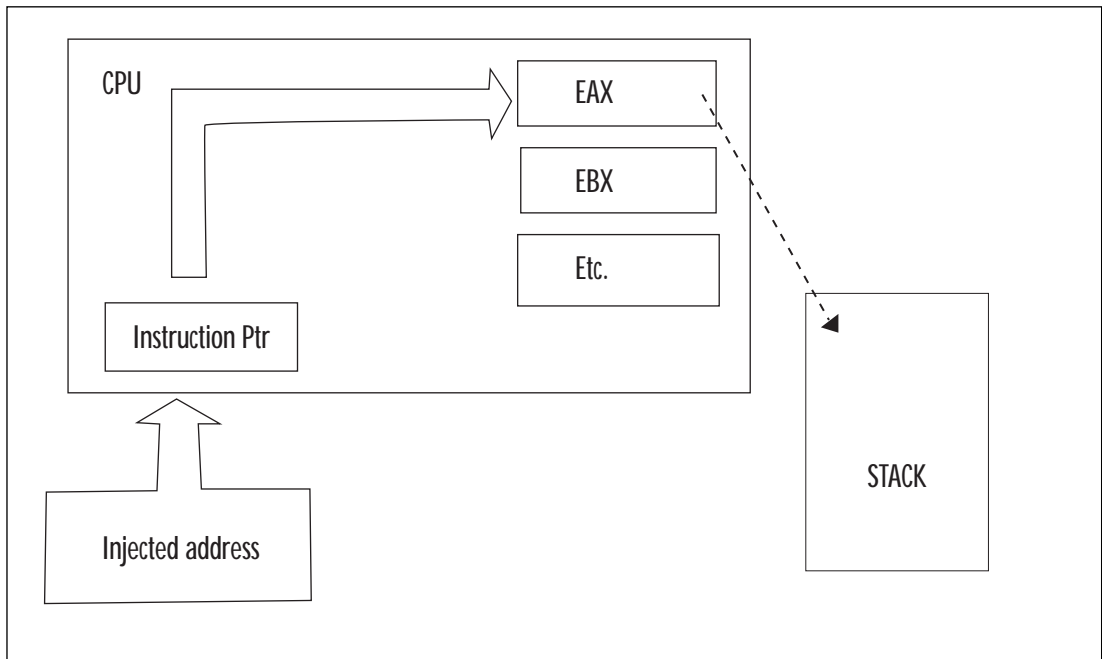 CPU
EAX
EBX
Etc.
Instruction Ptr
STACK
Injected address